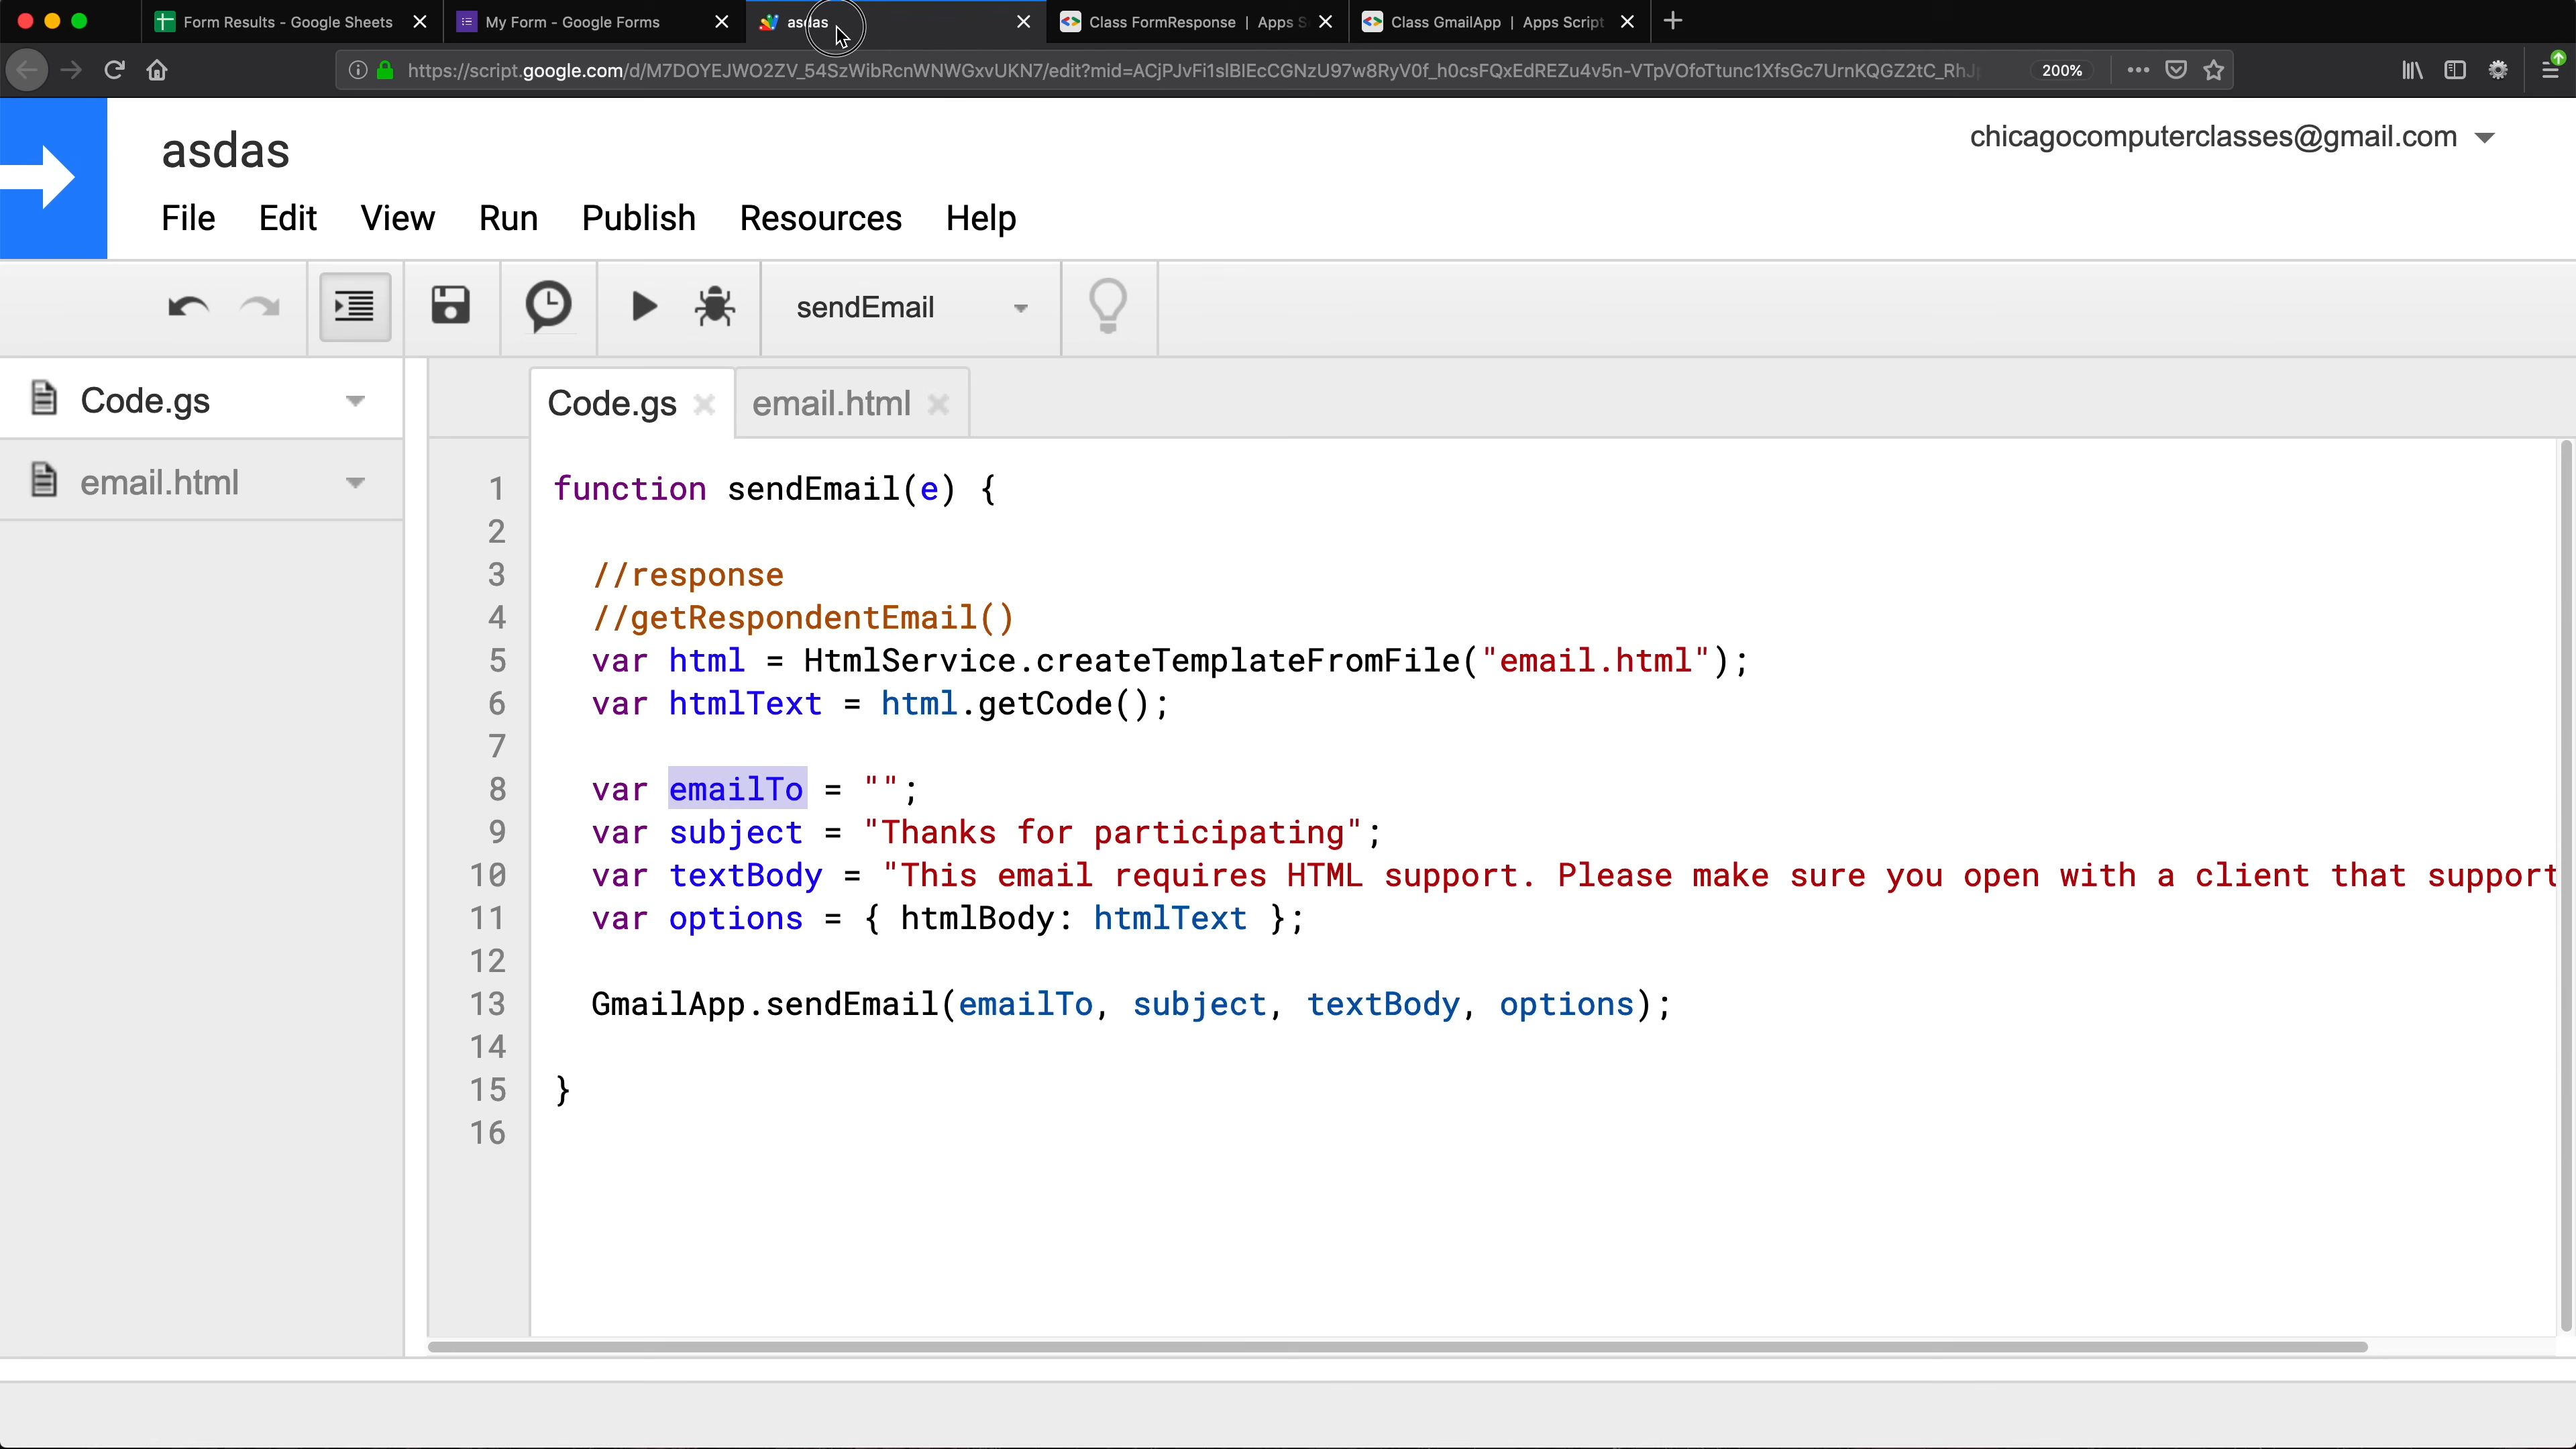 Form Results - Google Sheets
My Form - Google Forms
asdas
Class FormResponse | Apps S
Class GmailApp | Apps Script
https://script.google.com/d/
200%
asdas
chicagocomputerclasses@gmail.com
File Edit View Run Publish Resources Help
sendEmail
Code.gs
email.html
Code.gs
email.html
1 function sendEmail(e) {
2
3 //response
4 //getRespondentEmail()
5 var html = HtmlService.createTemplateFromFile("email.html");
6 var htmlText = html.getCode();
7
8 var emailTo = "";
9 var subject = "Thanks for participating";
10 var textBody = "This email requires HTML support. Please make sure you open with a client that support
11 var options = { htmlBody: htmlText };
12
13 GmailApp.sendEmail(emailTo, subject, textBody, options);
14
15 }
16